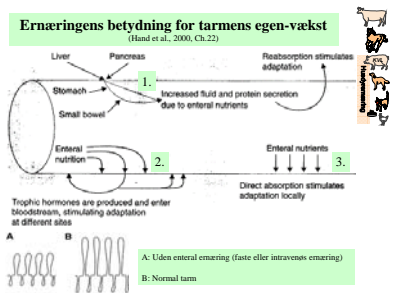 Ernæringens betydning for tarmens egen-vækst
(Hand et al., 2000, Ch.22)
Liver
Pancreas
Stomach
Small bowel
1.
Increased fluid and protein secretion
due to enteral nutrients
Reabsorption stimulates
adaptation
Enteral
nutrition
2.
Enteral nutrients
3.
Direct absorption stimulates
adaptation locally
Trophic hormones are produced and enter
bloodstream, stimulating adaptation
at different sites
A
B
A: Uden enteral ernæring (faste eller intravenøs ernæring)
B: Normal tarm
KVL
Husdyrernæring